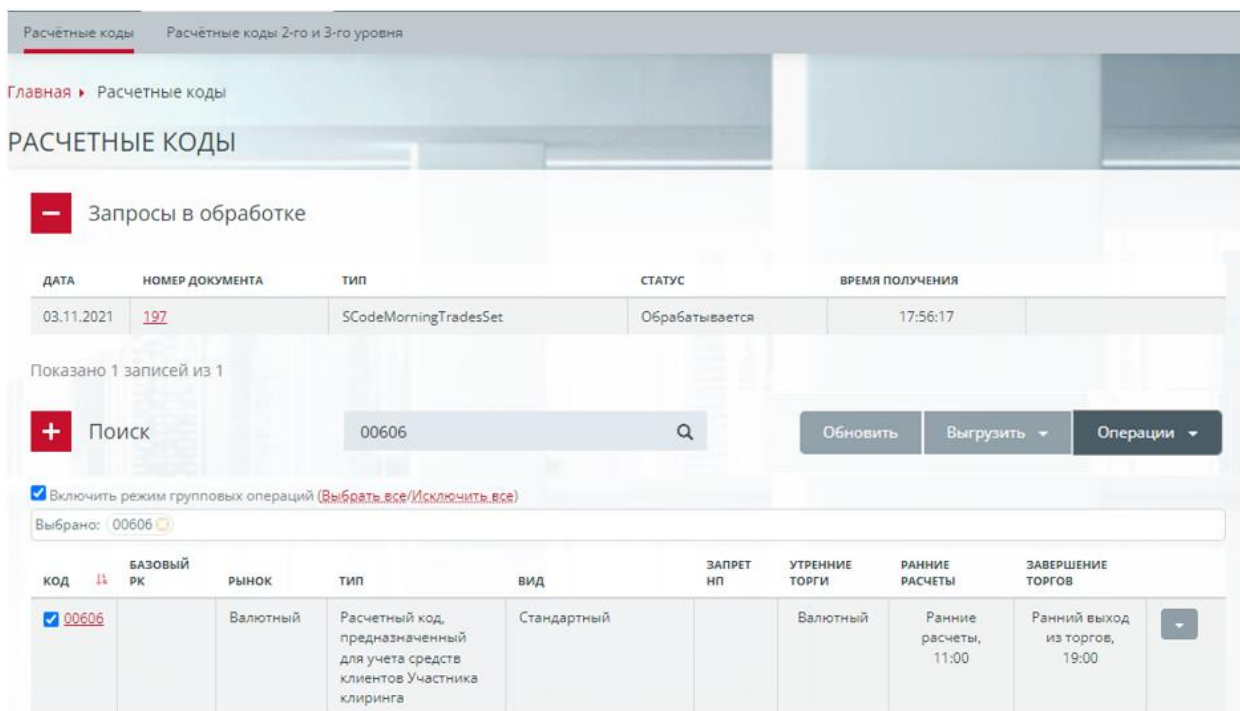 Расчётные коды Расчётные коды 2-го и 3-го уровня
Главная Расчетные коды
РАСЧЕТНЫЕ КОДЫ
Запросы в обработке
ДАТА НОМЕР ДОКУМЕНТА ТИП СТАТУС ВРЕМЯ ПОЛУЧЕНИЯ
03.11.2021 197 SCodeMorningTradesSet Обрабатывается 17:56:17
Показано 1 записей из 1
Поиск 00606 Обновить Выгрузить Операции
Включить режим групповых операций (Выбрать все/Исключить все)
Выбрано: 00606
КОД БАЗОВЫЙ РК РЫНОК ТИП ВИД ЗАПРЕТ НП УТРЕННИЕ ТОРГИ РАННИЕ РАСЧЕТЫ ЗАВЕРШЕНИЕ ТОРГОВ
00606 Валютный Расчетный код, Стандартный Валютный Ранние Ранний выход
предназначенный расчеты, из торгов,
для учета средств 11:00 19:00
клиентов Участника
клиринга